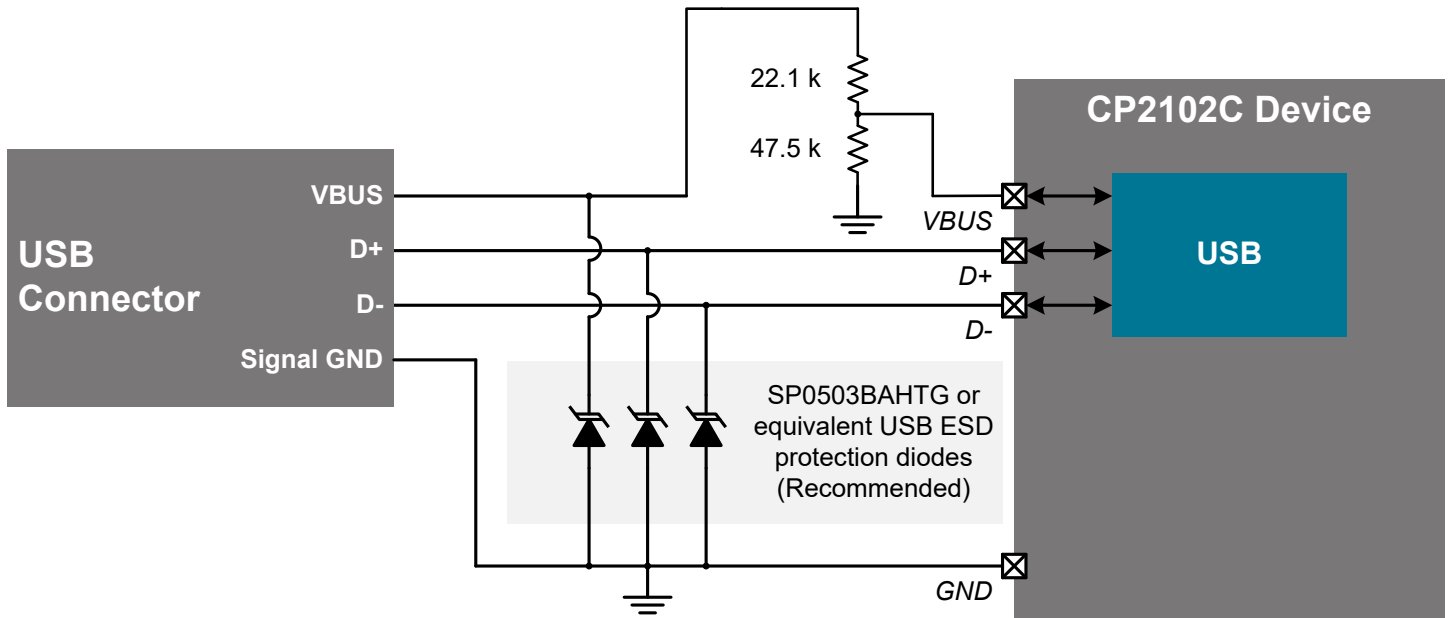 22.1 k
47.5 k
CP2102C Device
USB
Connector
VBUS
D+
D-
Signal GND
VBUS
D+
D-
USB
SP0503BAHTG or
equivalent USB ESD
protection diodes
(Recommended)
GND